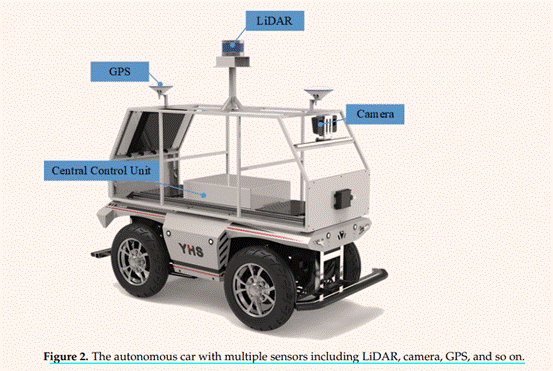 LiDAR
GPS
Camera
Central Control Unit
YHS
Figure 2. The autonomous car with multiple sensors including LiDAR, camera, GPS, and so on.